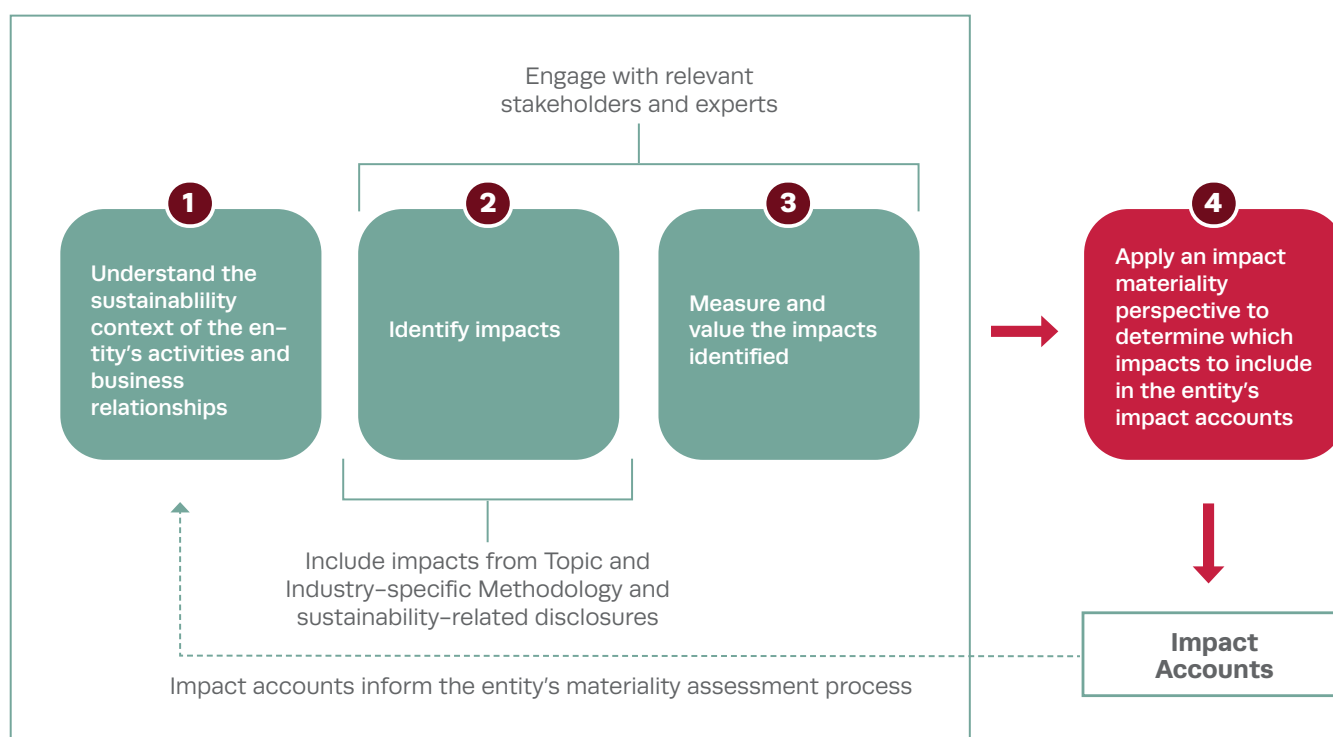 Engage with relevant
stakeholders and experts
1
Understand the
sustainablility
context of the en-
tity's activities and
business
relationships
2
Identify impacts
3
Measure and
value the impacts
identified
4
Apply an impact
materiality
perspective to
determine which
impacts to include
in the entity's
impact accounts
Include impacts from Topic and
Industry-specific Methodology and
sustainability-related disclosures
Impact
Accounts
Impact accounts inform the entity's materiality assessment process